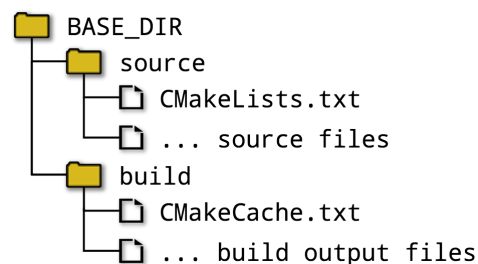 BASE_DIR
source
CMakeLists.txt
... source files
build
CMakeCache.txt
... build output files